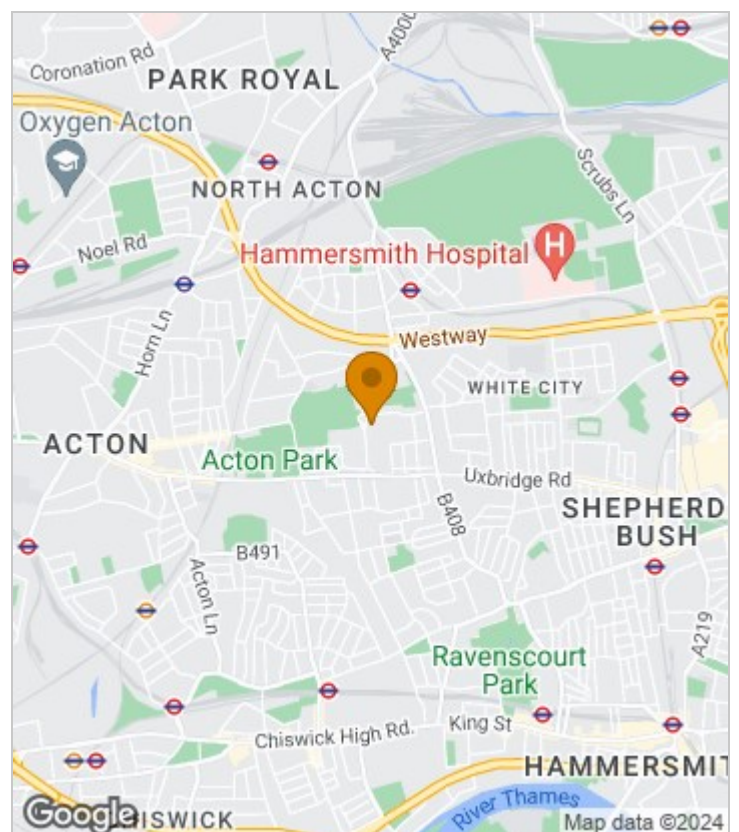 A4000
Coronation Rd
PARK ROYAL
Oxygen Acton
Scrubs Ln
NORTH ACTON
Noel Rd
Hammersmith Hospital
H
Horn Ln
Westway
WHITE CITY
ACTON
Acton Park
Uxbridge Rd
B408
SHEPHERD
BUSH
B491
Acton Ln
A219
Ravenscourt
Park
King St
Chiswick High Rd.
HAMMERSMIT
River Thames
Google
HISWICK
Map data ©2024